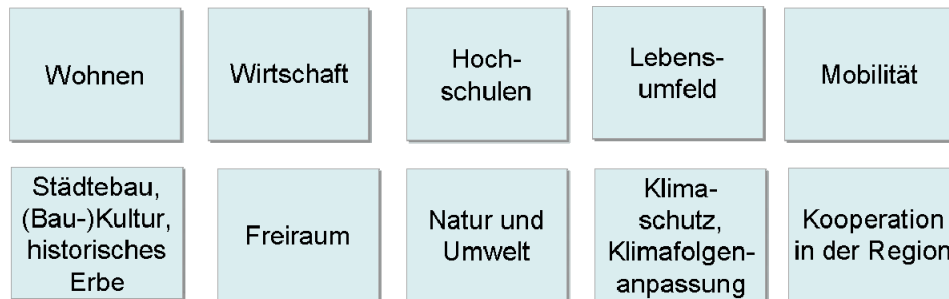 Wohnen
Wirtschaft
Hoch-
schulen
Lebens-
umfeld
Mobilität
Städtebau,
(Bau-)Kultur,
historisches
Erbe
Freiraum
Natur und
Umwelt
Klima-
schutz,
Klimafolgen-
anpassung
Kooperation
in der Region